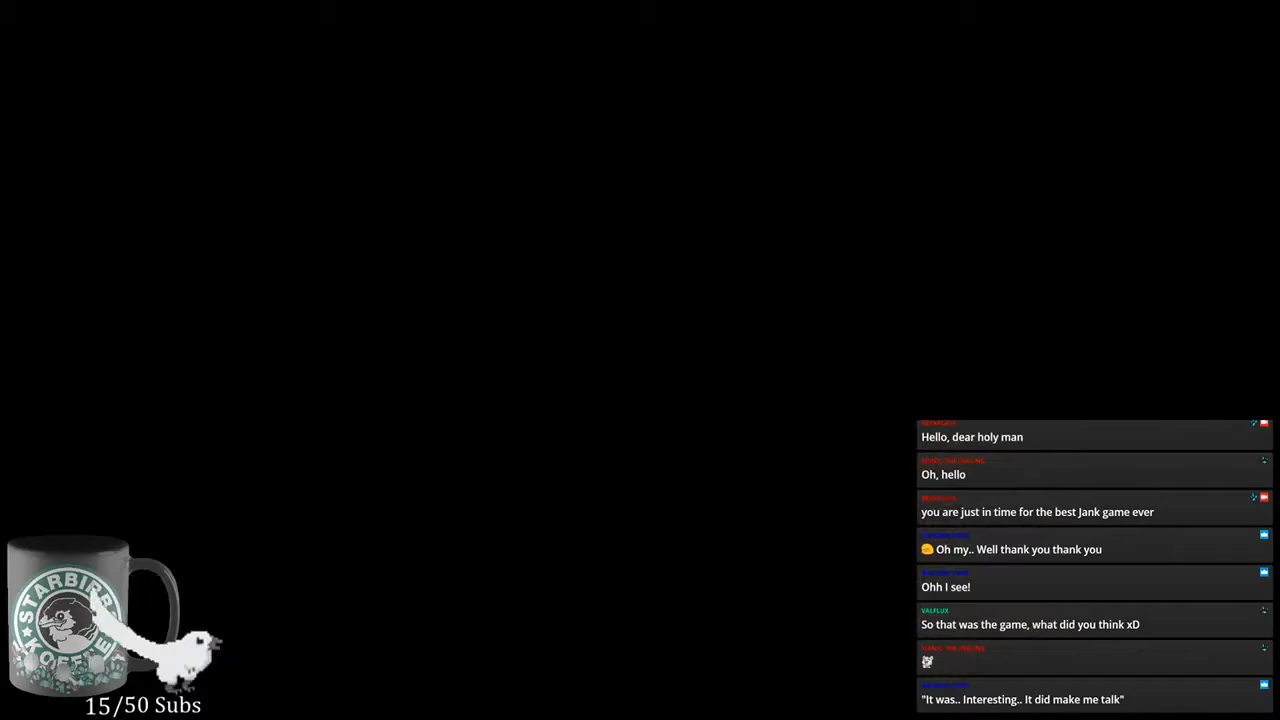 Hello, dear holy man
Oh, hello
you are just in time for the best Jank game ever
Oh my.. Well thank you thank you
Ohh I see!
VALFLUX
So that was the game, what did you think xD
"It was.. Interesting.. It did make me talk"
STARBIRB
KOFFEE
15/50 Subs